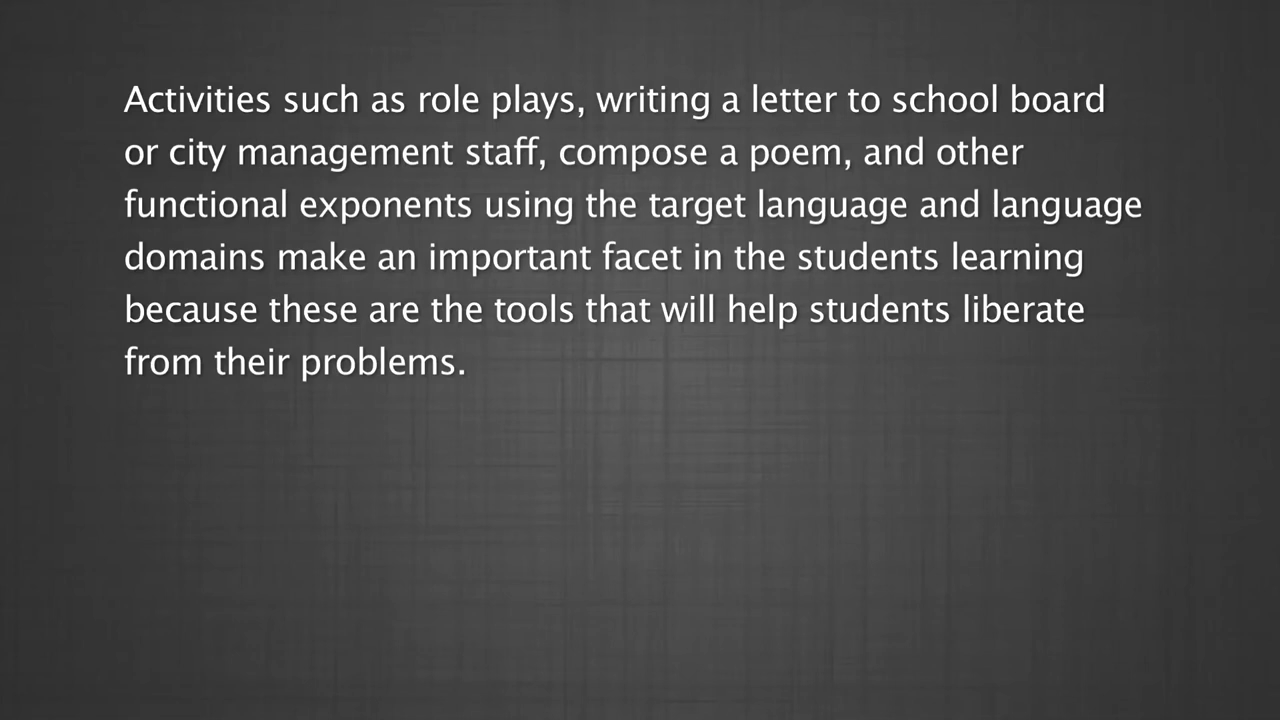 Activities such as role plays, writing a letter to school board
or city management staff, compose a poem, and other
functional exponents using the target language and language
domains make an important facet in the students learning
because these are the tools that will help students liberate
from their problems.